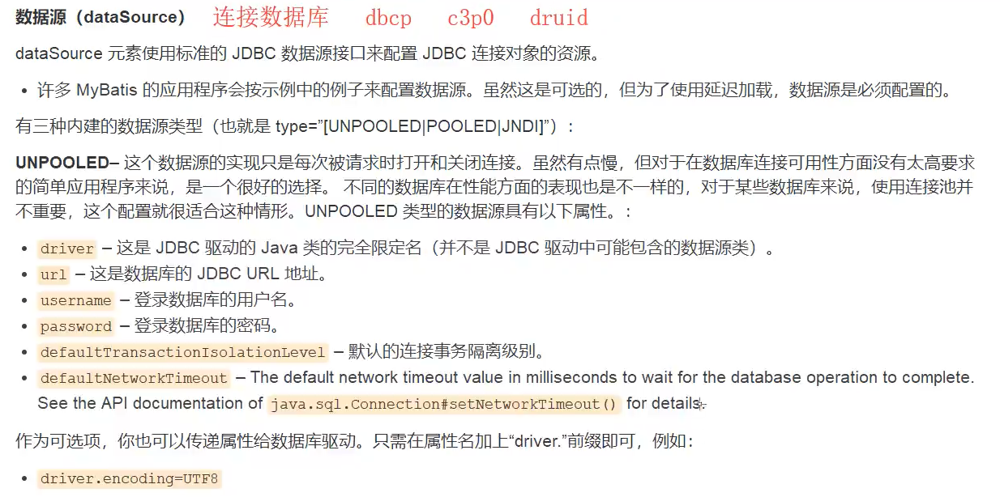 数据源（dataSource） 连接数据库 dbcp c3p0 druid
dataSource 元素使用标准的 JDBC 数据源接口来配置 JDBC 连接对象的资源。
• 许多 MyBatis 的应用程序会按示例中的例子来配置数据源。虽然这是可选的，但为了使用延迟加载，数据源是必须配置的。
有三种内建的数据源类型（也就是 type=”[UNPOOLED|POOLED|JNDI]”）：
UNPOOLED– 这个数据源的实现只是每次被请求时打开和关闭连接。虽然有点慢，但对于在数据库连接可用性方面没有太高要求
的简单应用程序来说，是一个很好的选择。 不同的数据库在性能方面的表现也是不一样的，对于某些数据库来说，使用连接池并
不重要，这个配置就很适合这种情形。UNPOOLED 类型的数据源具有以下属性。：
• driver – 这是 JDBC 驱动的 Java 类的完全限定名（并不是 JDBC 驱动中可能包含的数据源类）。
• url – 这是数据库的 JDBC URL 地址。
• username – 登录数据库的用户名。
• password – 登录数据库的密码。
• defaultTransactionIsolationLevel – 默认的连接事务隔离级别。
• defaultNetworkTimeout – The default network timeout value in milliseconds to wait for the database operation to complete.
See the API documentation of java.sql.Connection#setNetworkTimeout() for details.
作为可选项，你也可以传递属性给数据库驱动。只需在属性名加上“driver.”前缀即可，例如：
• driver.encoding=UTF8